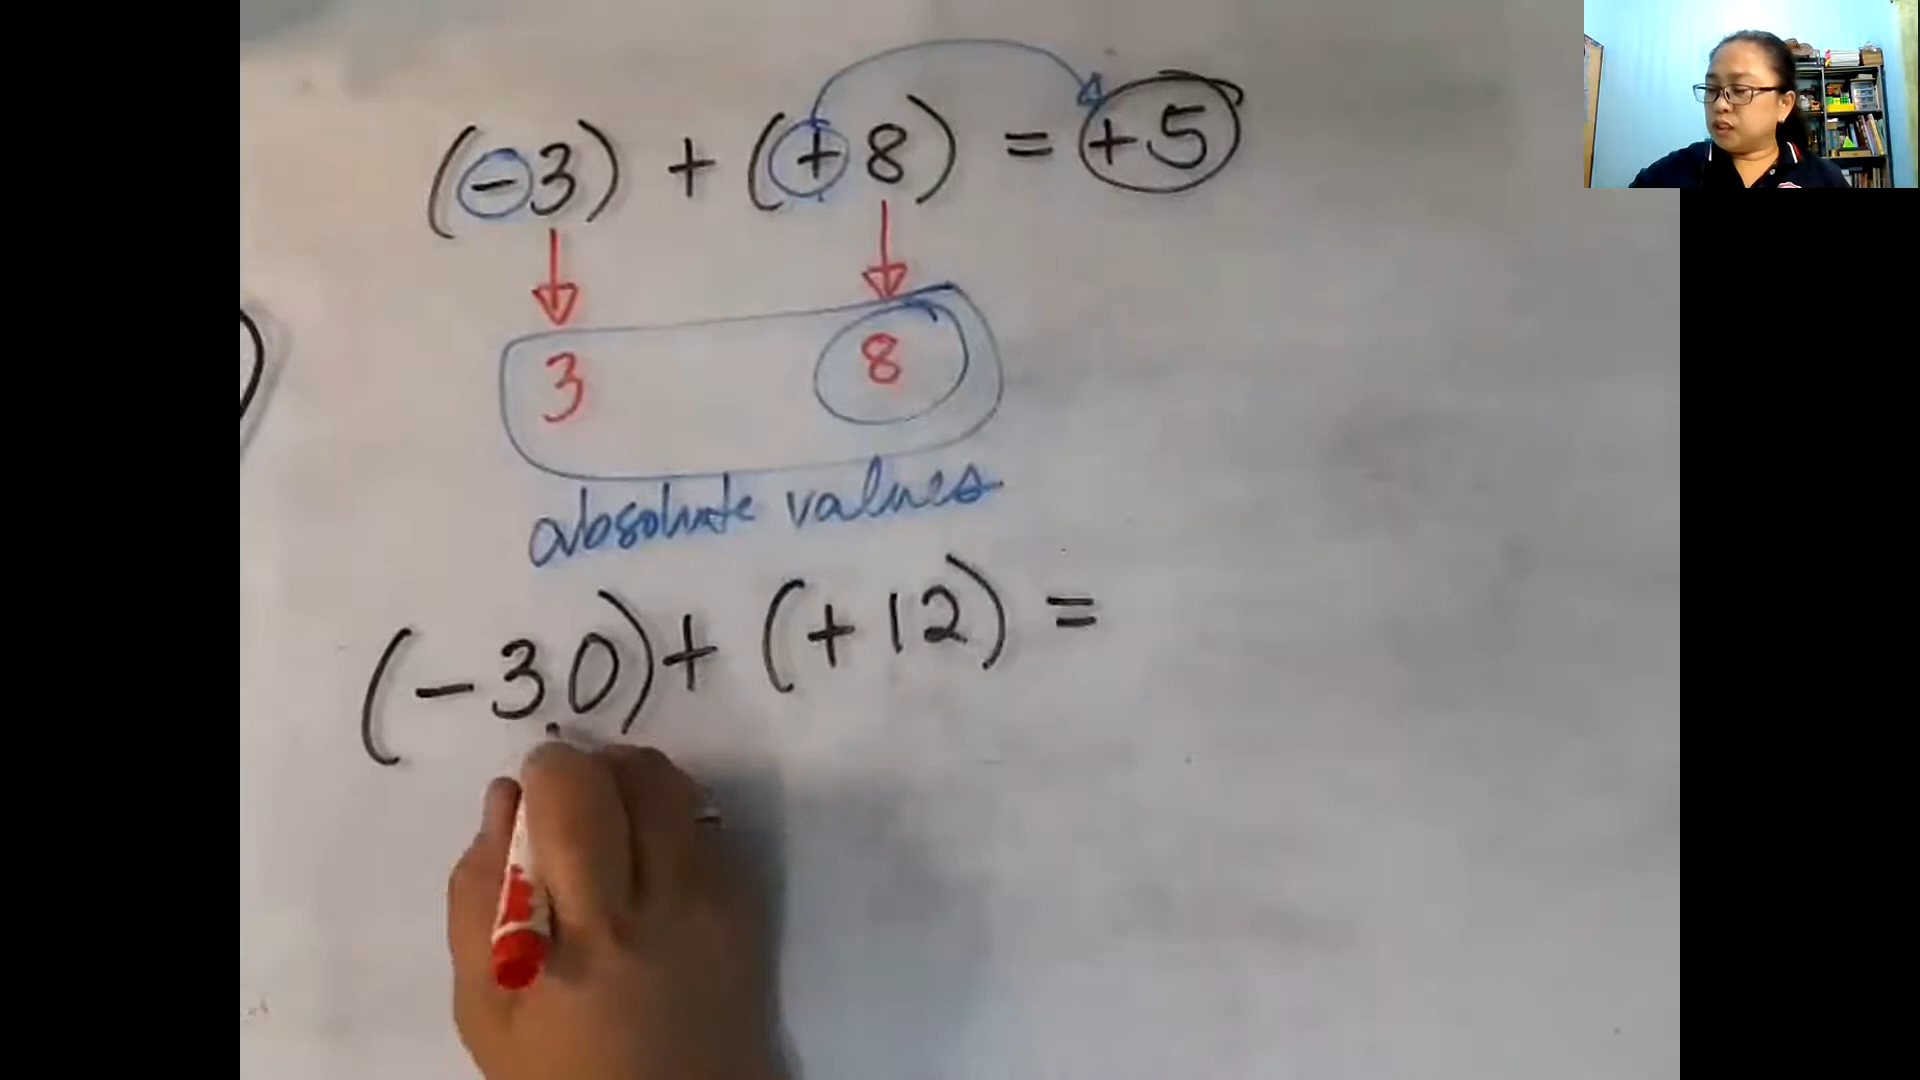 (-3) + (+8) = +5
3 8
absolute values
(-30) + (+12) =